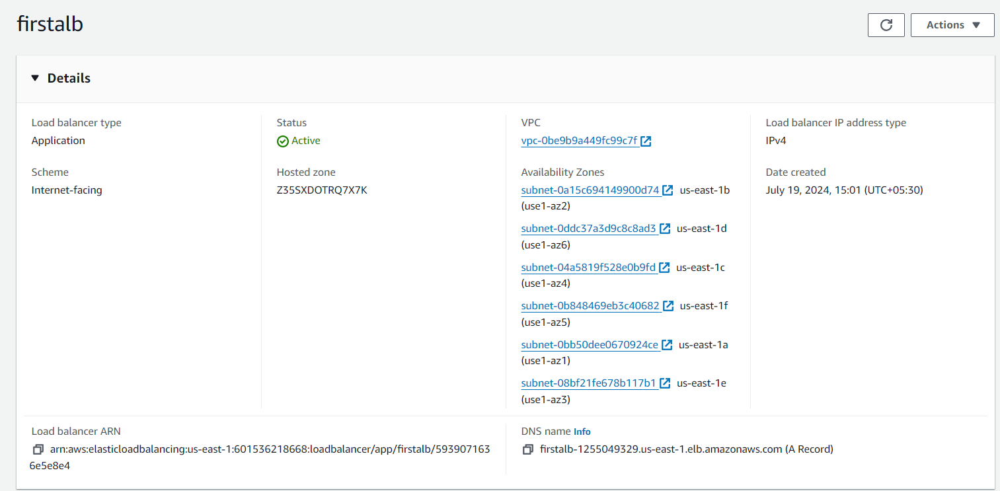 firstalb
Actions
Details
Load balancer type
Application
Status
Active
VPC
vpc-0be9b9a449fc99c7f
Load balancer IP address type
IPv4
Scheme
Internet-facing
Hosted zone
Z35SXDOTRQ7X7K
Availability Zones
subnet-0a15c694149900d74 us-east-1b
(use1-az2)
subnet-0ddc37a3d9c8c8ad3 us-east-1d
(use1-az6)
subnet-04a5819f528e0b9fd us-east-1c
(use1-az4)
subnet-0b848469eb3c40682 us-east-1f
(use1-az5)
subnet-0bb50dee0670924ce us-east-1a
(use1-az1)
subnet-08bf21fe678b117b1 us-east-1e
(use1-az3)
Date created
July 19, 2024, 15:01 (UTC+05:30)
Load balancer ARN
arn:aws:elasticloadbalancing:us-east-1:601536218668:loadbalancer/app/firstalb/593907163
6e5e8e4
DNS name Info
firstalb-1255049329.us-east-1.elb.amazonaws.com (A Record)